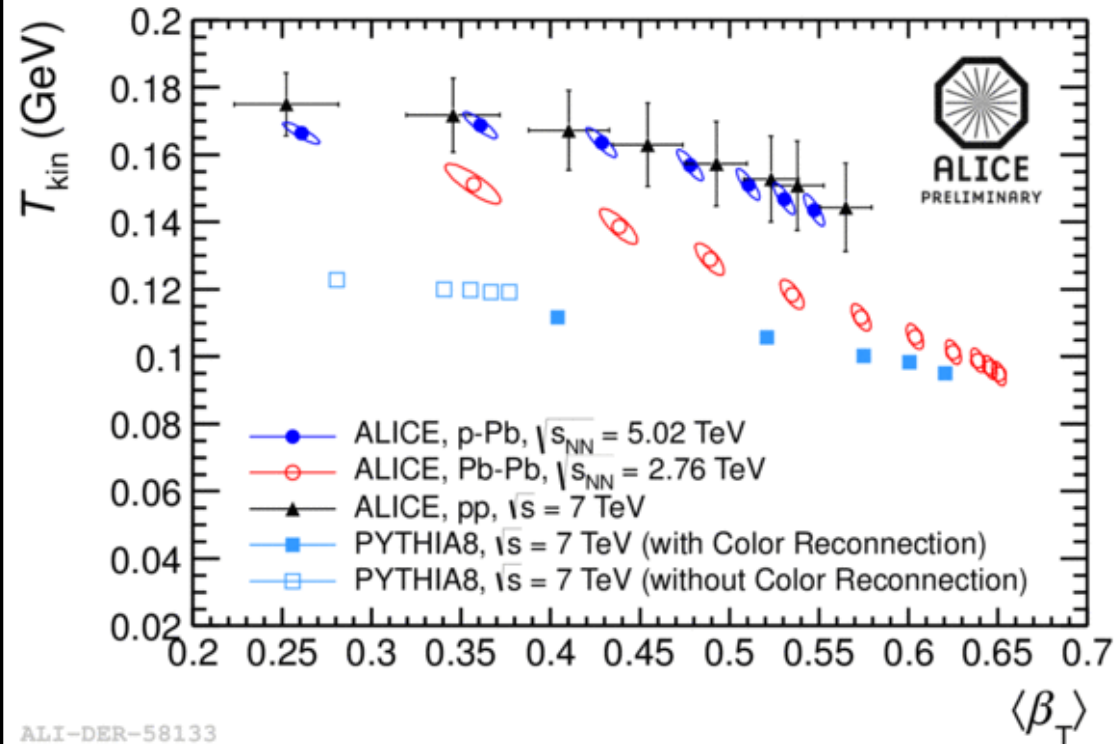 0.2
0.18
0.16
0.14
0.12
0.1
0.08
0.06
0.04
0.02
T_kin (GeV)
ALICE
PRELIMINARY
ALICE, p-Pb, √s_NN = 5.02 TeV
ALICE, Pb-Pb, √s_NN = 2.76 TeV
ALICE, pp, √s = 7 TeV
PYTHIA8, √s = 7 TeV (with Color Reconnection)
PYTHIA8, √s = 7 TeV (without Color Reconnection)
0.2 0.25 0.3 0.35 0.4 0.45 0.5 0.55 0.6 0.65 0.7
⟨β_T⟩
ALI-DER-58133